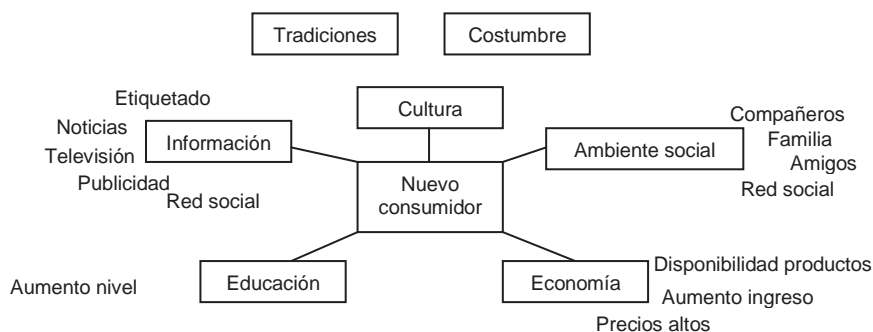 Tradiciones
Costumbre
Etiquetado
Cultura
Noticias
Información
Televisión
Publicidad
Red social
Compañeros
Ambiente social
Familia
Amigos
Red social
Nuevo
consumidor
Aumento nivel
Educación
Economía
Disponibilidad productos
Aumento ingreso
Precios altos